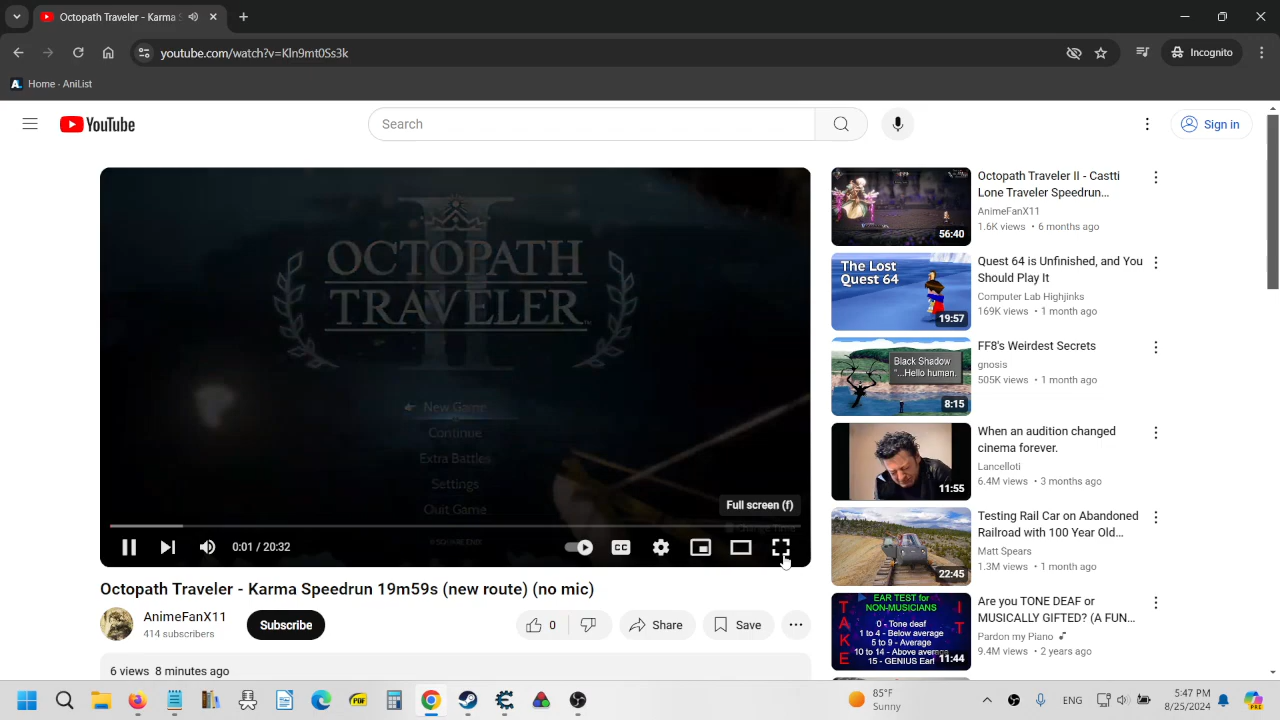 Octopath Traveler - Karma S
youtube.com/watch?v=KIn9mt0Ss3k
Incognito
Home · AniList
YouTube
Search
Sign in
OCTOPATH
TRAVELER
II
New Game
Continue
Extra Battles
Settings
Quit Game
Full screen (f)
0:01 / 20:32
Octopath Traveler - Karma Speedrun 19m59s (new route) (no mic)
AnimeFanX11
414 subscribers
Subscribe
0
Share
Save
6 views 8 minutes ago
56:40
Octopath Traveler II - Castti
Lone Traveler Speedrun...
AnimeFanX11
1.6K views • 6 months ago
The Lost
Quest 64
19:57
Quest 64 is Unfinished, and You
Should Play It
Computer Lab Highjinks
169K views • 1 month ago
Black Shadow
"...Hello human.
8:15
FF8's Weirdest Secrets
gnosis
505K views • 1 month ago
11:55
When an audition changed
cinema forever.
Lancelloti
6.4M views • 3 months ago
22:45
Testing Rail Car on Abandoned
Railroad with 100 Year Old...
Matt Spears
1.3M views • 1 month ago
TAKE
EAR TEST for
NON-MUSICIANS
0 - Tone deaf
1 to 4 - Below average
5 to 9 - Average
10 to 14 - Above average
15 - GENIUS Ear!
IT
11:44
Are you TONE DEAF or
MUSICALLY GIFTED? (A FUN...
Pardon my Piano
9.4M views • 2 years ago
85°F
Sunny
ENG
5:47 PM
8/25/2024